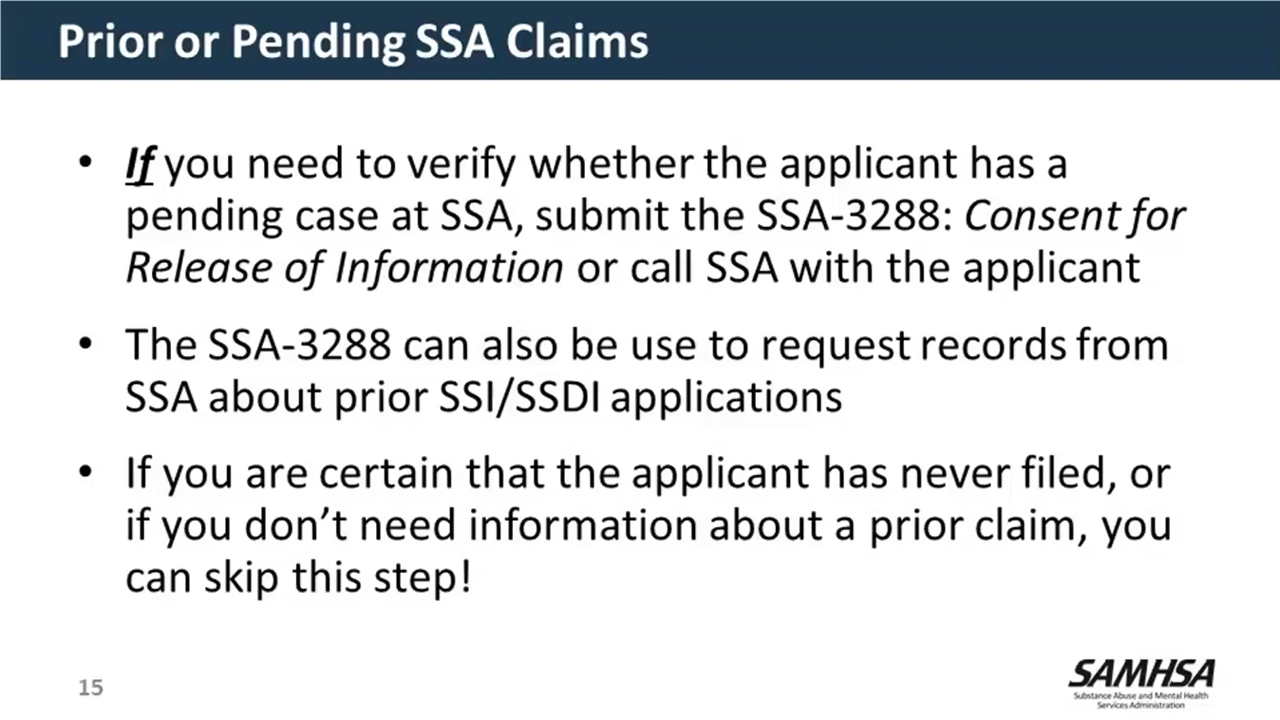 Prior or Pending SSA Claims
• If you need to verify whether the applicant has a
pending case at SSA, submit the SSA-3288: Consent for
Release of Information or call SSA with the applicant
• The SSA-3288 can also be use to request records from
SSA about prior SSI/SSDI applications
• If you are certain that the applicant has never filed, or
if you don’t need information about a prior claim, you
can skip this step!
15
SAMHSA
Substance Abuse and Mental Health
Services Administration